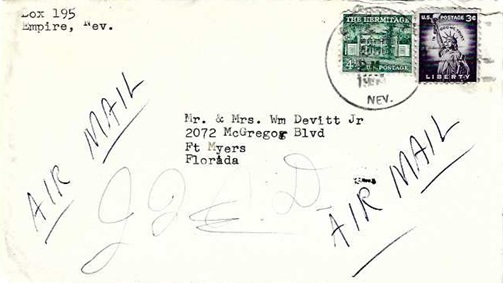 Box 195
Empire, Nev.
THE HERMITAGE
4½¢ U.S. POSTAGE
U.S. POSTAGE 3¢
LIBERTY
NEV.
Mr. & Mrs. Wm Devitt Jr
2072 McGregor Blvd
Ft Myers
Florida
AIR MAIL
AIR MAIL